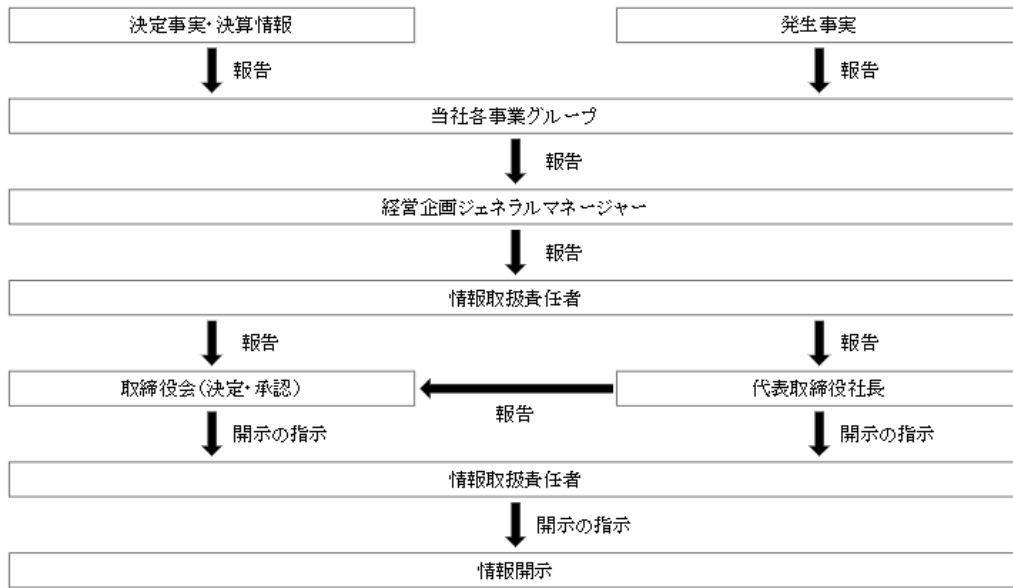 決定事実・決算情報
発生事実
報告
報告
当社各事業グループ
報告
経営企画ジェネラルマネージャー
報告
情報取扱責任者
報告
報告
取締役会(決定・承認)
代表取締役社長
報告
開示の指示
開示の指示
情報取扱責任者
開示の指示
情報開示